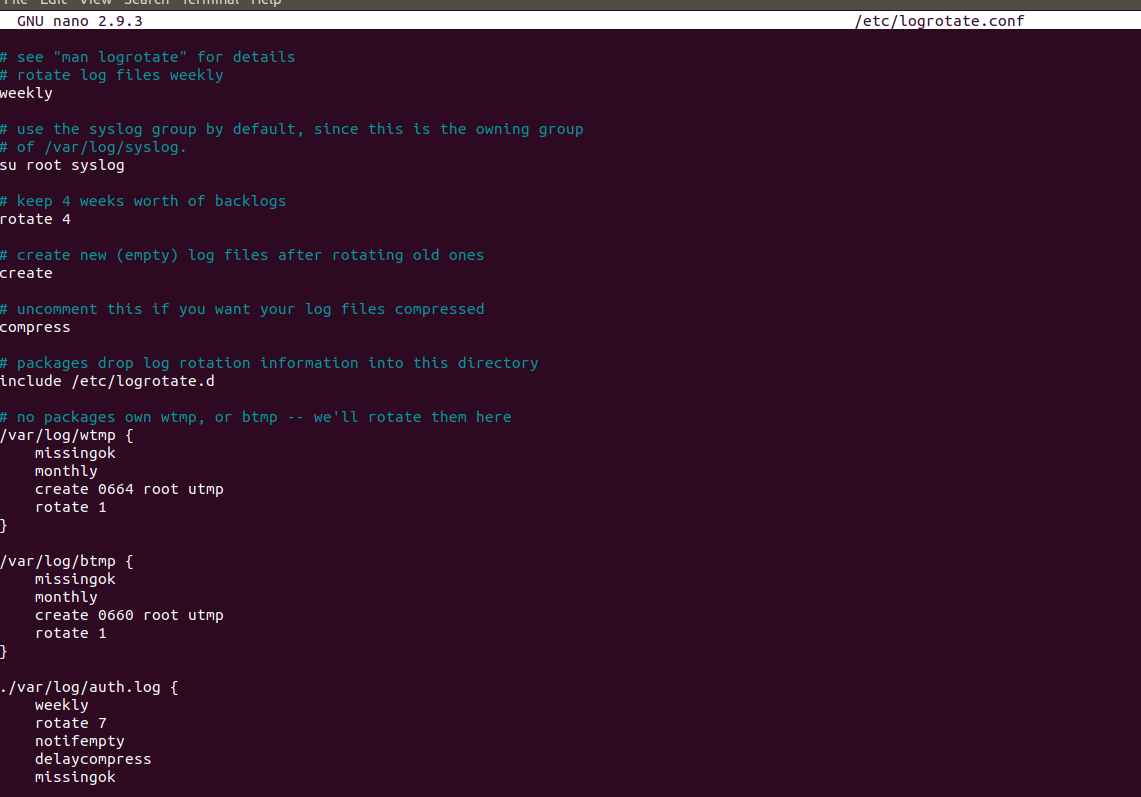 File Edit View Search Terminal Help
GNU nano 2.9.3 /etc/logrotate.conf
# see "man logrotate" for details
# rotate log files weekly
weekly
# use the syslog group by default, since this is the owning group
# of /var/log/syslog.
su root syslog
# keep 4 weeks worth of backlogs
rotate 4
# create new (empty) log files after rotating old ones
create
# uncomment this if you want your log files compressed
compress
# packages drop log rotation information into this directory
include /etc/logrotate.d
# no packages own wtmp, or btmp -- we'll rotate them here
/var/log/wtmp {
    missingok
    monthly
    create 0664 root utmp
    rotate 1
}
/var/log/btmp {
    missingok
    monthly
    create 0660 root utmp
    rotate 1
}
./var/log/auth.log {
    weekly
    rotate 7
    notifempty
    delaycompress
    missingok